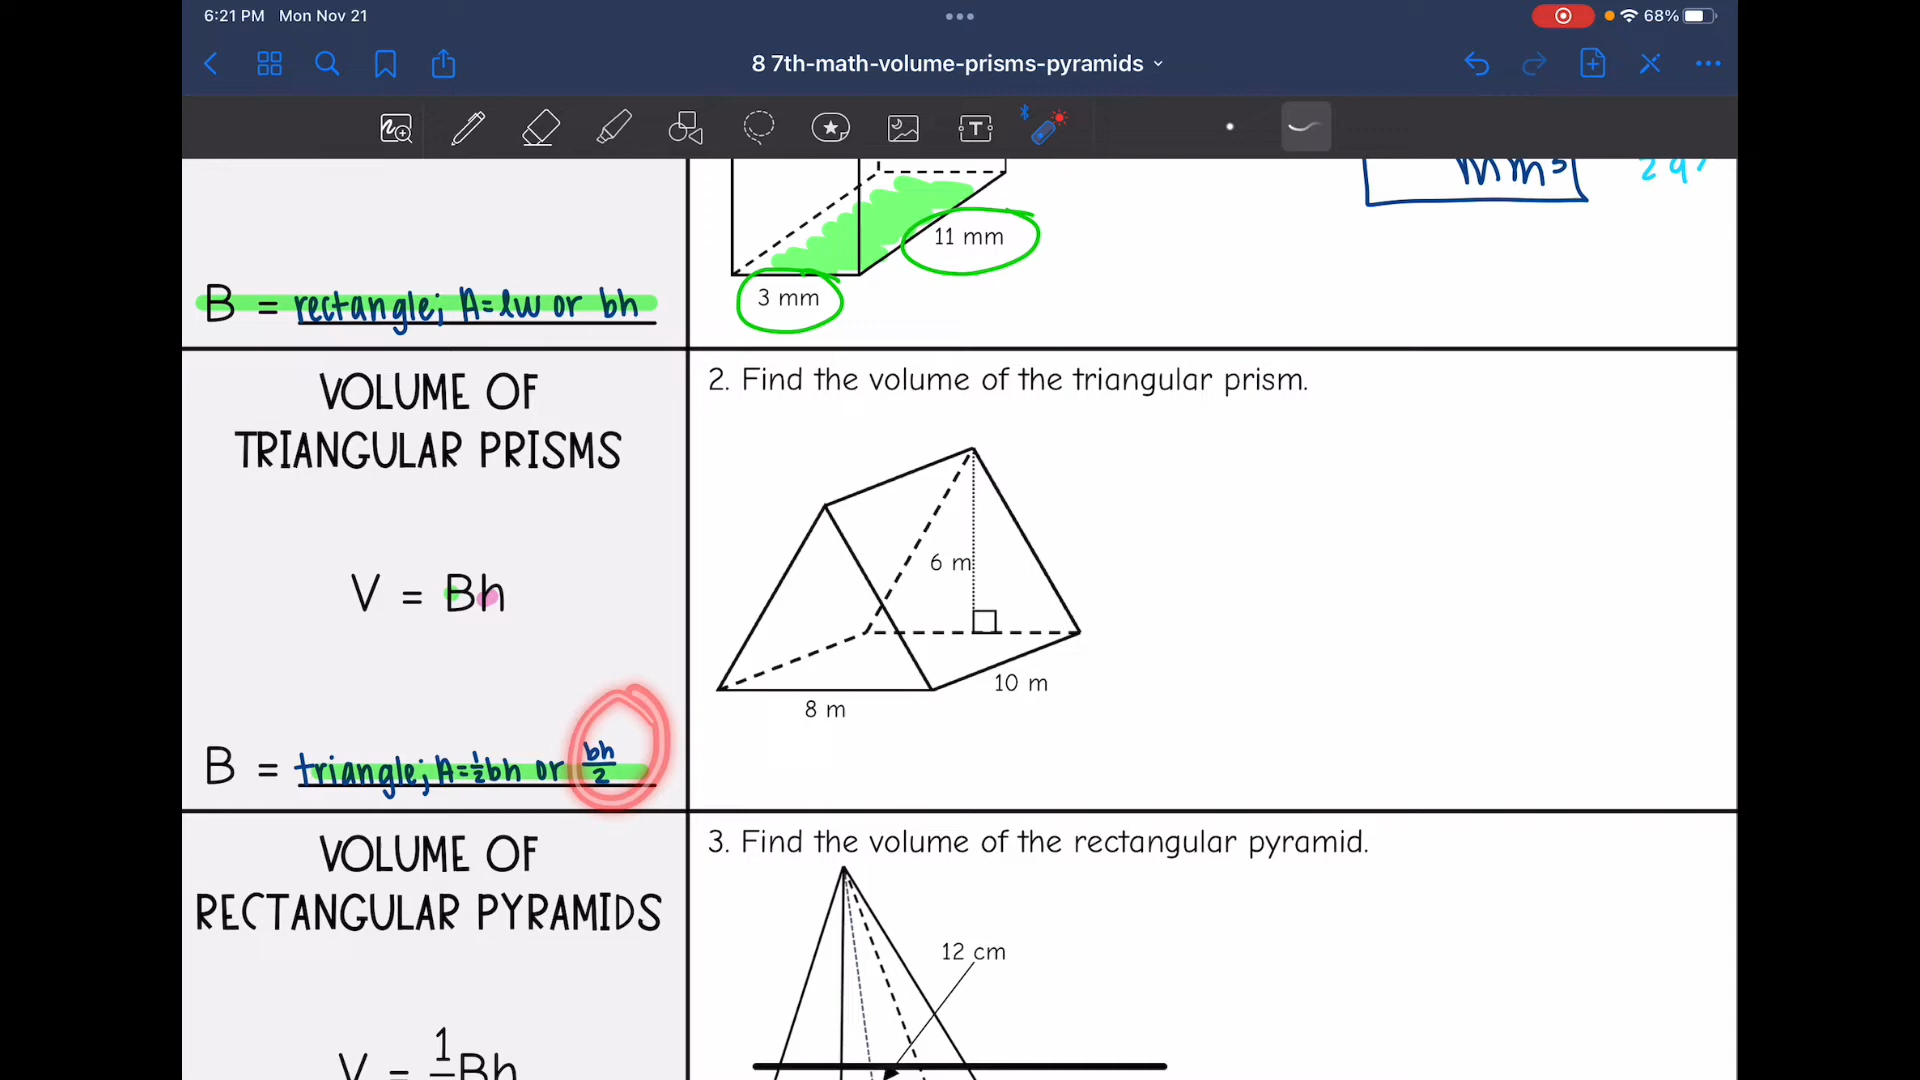 6:21 PM Mon Nov 21
68%
8 7th-math-volume-prisms-pyramids
T
mm³
11 mm
3 mm
B = rectangle; A=lw or bh
VOLUME OF
TRIANGULAR PRISMS
V = Bh
B = triangle; A=½bh or bh/2
2. Find the volume of the triangular prism.
6 m
10 m
8 m
VOLUME OF
RECTANGULAR PYRAMIDS
3. Find the volume of the rectangular pyramid.
12 cm